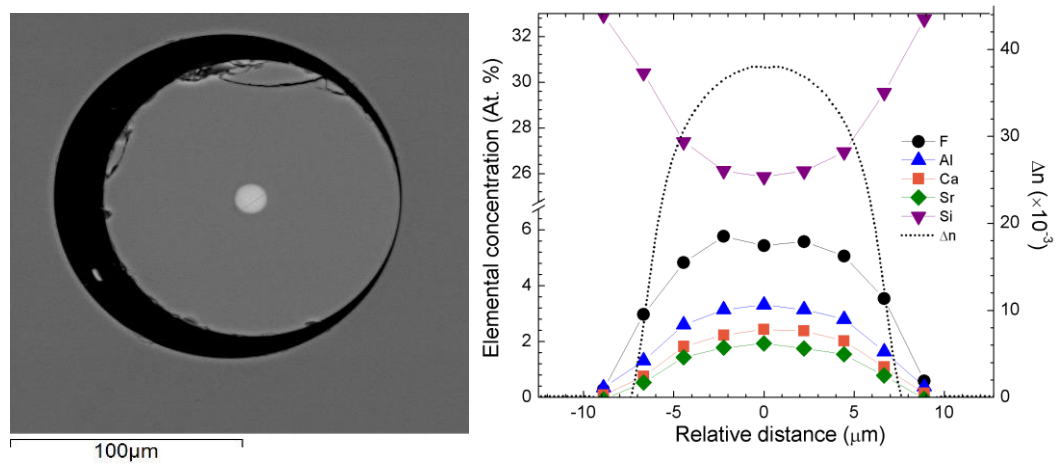 100μm
Elemental concentration (At. %)
32
30
28
26
6
4
2
0
-10
-5
0
5
10
Relative distance (μm)
F
Al
Ca
Sr
Si
Δn
40
30
20
10
0
Δn (×10⁻³)